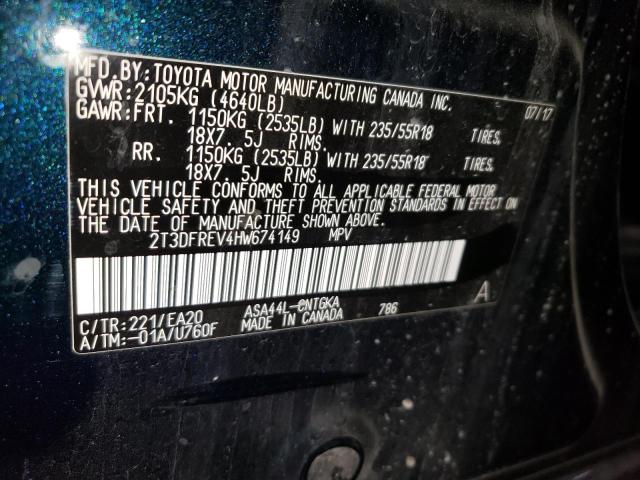 MFD. BY: TOYOTA MOTOR MANUFACTURING CANADA INC.
GVWR: 2105KG (4640LB) 07/17
GAWR: FRT. 1150KG (2535LB) WITH 235/55R18 TIRES.
18X7. 5J RIMS.
RR. 1150KG (2535LB) WITH 235/55R18 TIRES.
18X7. 5J RIMS.
THIS VEHICLE CONFORMS TO ALL APPLICABLE FEDERAL MOTOR
VEHICLE SAFETY AND THEFT PREVENTION STANDARDS IN EFFECT ON
THE DATE OF MANUFACTURE SHOWN ABOVE.
2T3DFREV4HW674149 MPV
A
C/TR: 221/EA20 ASA44L-CNTGKA 786
A/TM: -01A/U760F MADE IN CANADA